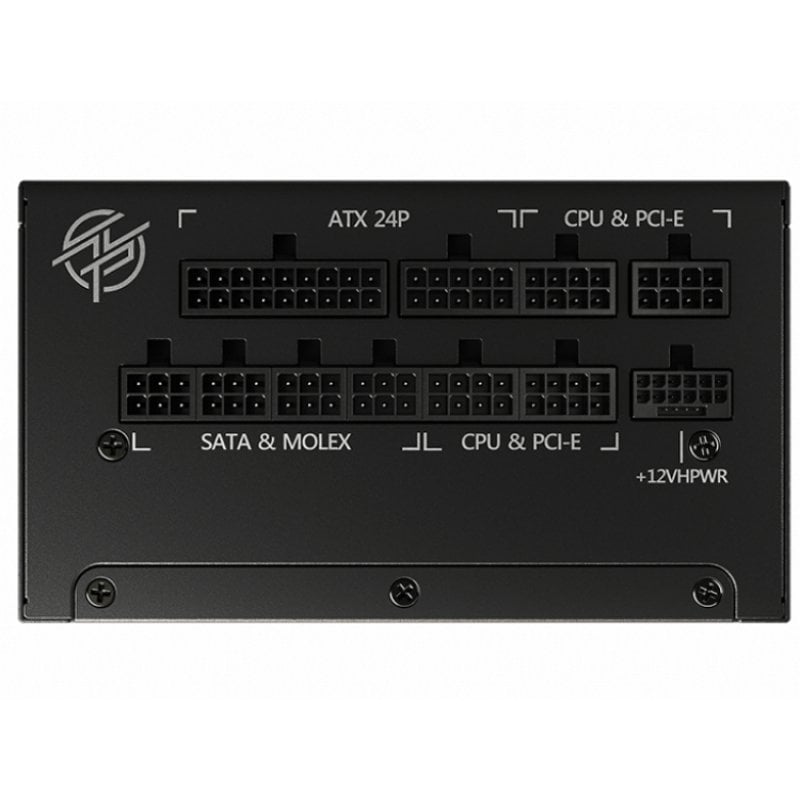 ATX 24P
CPU & PCI-E
SATA & MOLEX
CPU & PCI-E
+12VHPWR